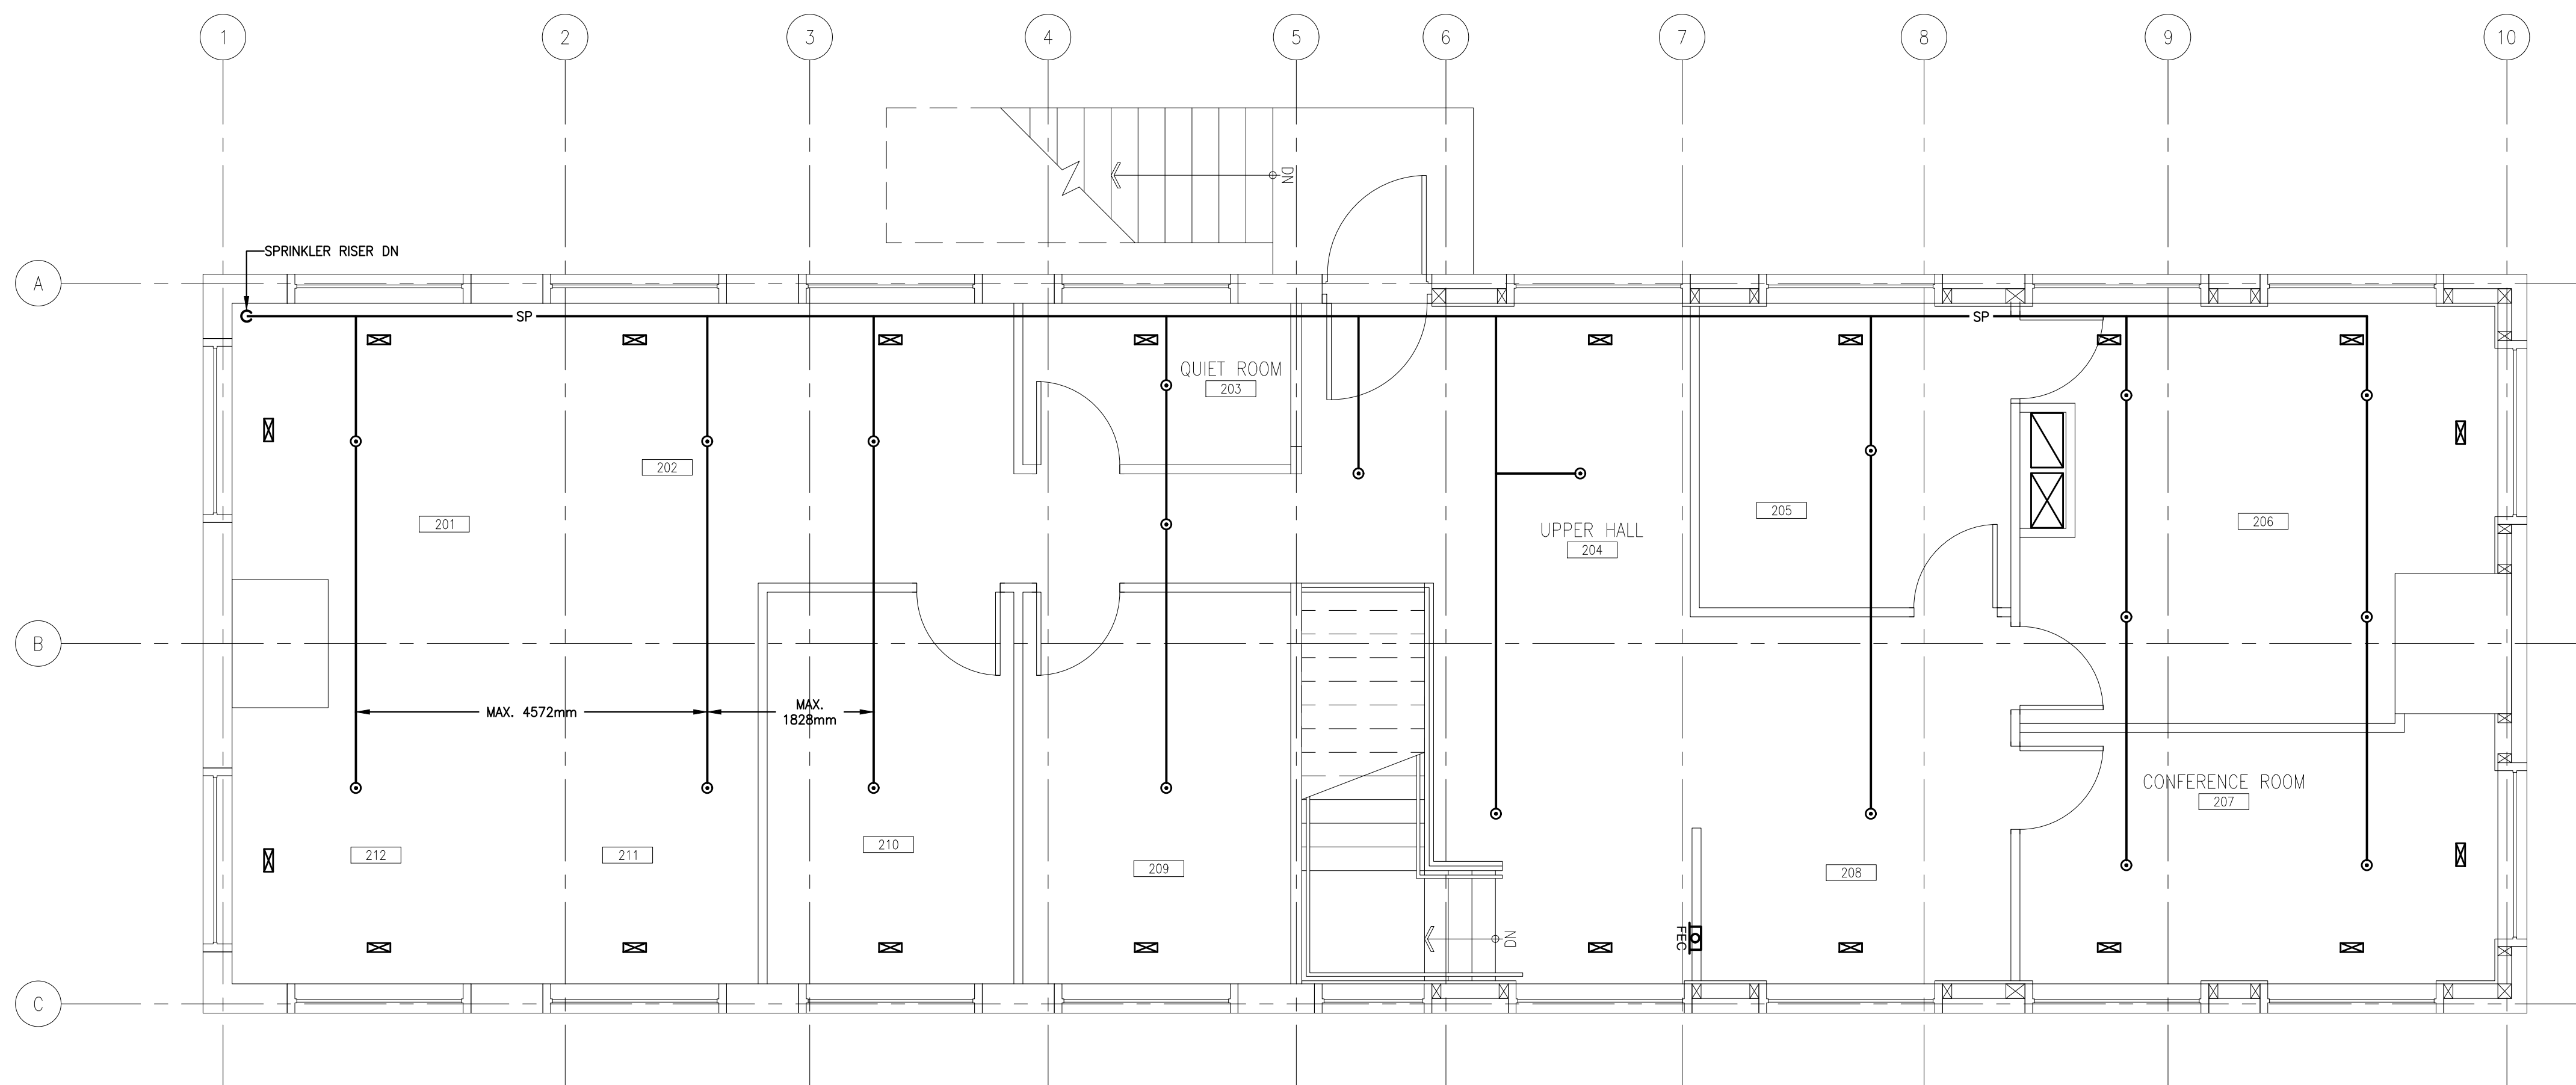 1
2
3
4
5
6
7
8
9
10
DN
SPRINKLER RISER DN
A
SP
SP
QUIET ROOM
203
202
201
205
206
UPPER HALL
204
B
MAX. 4572mm
MAX.
1828mm
CONFERENCE ROOM
207
212
211
210
209
208
FEC
DN
C